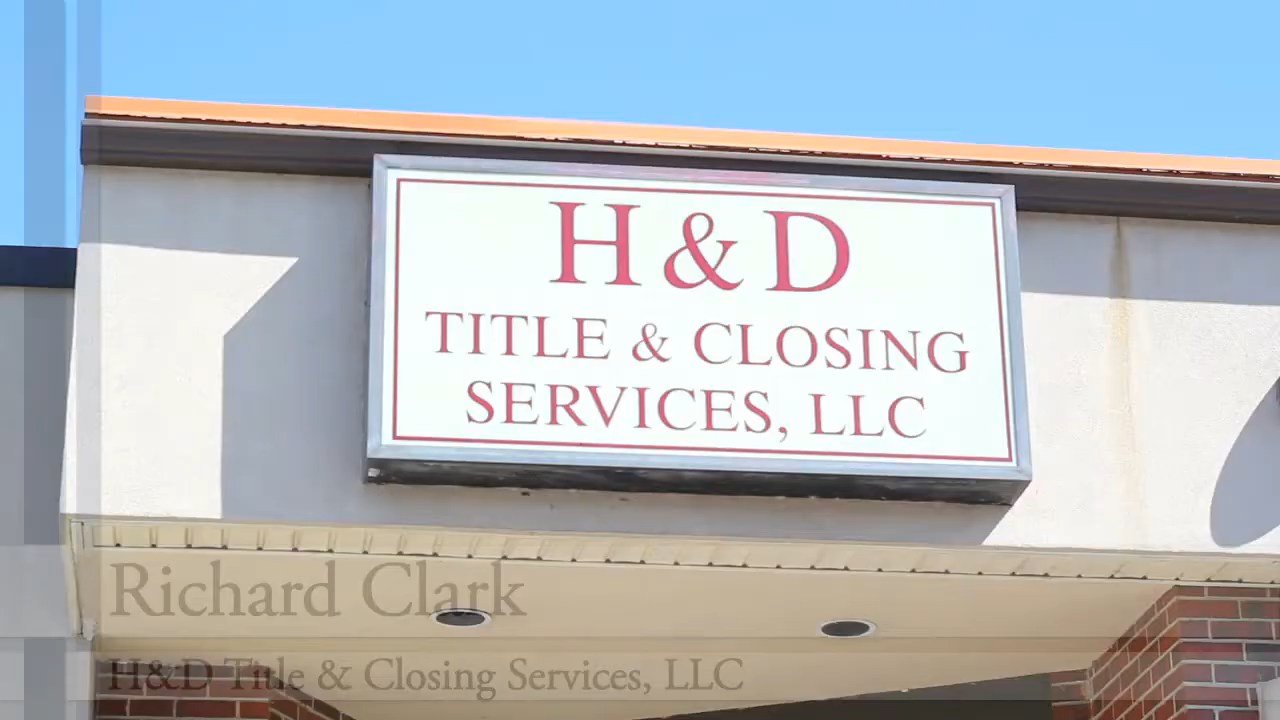 H&D
TITLE & CLOSING
SERVICES, LLC
Richard Clark
H&D Title & Closing Services, LLC